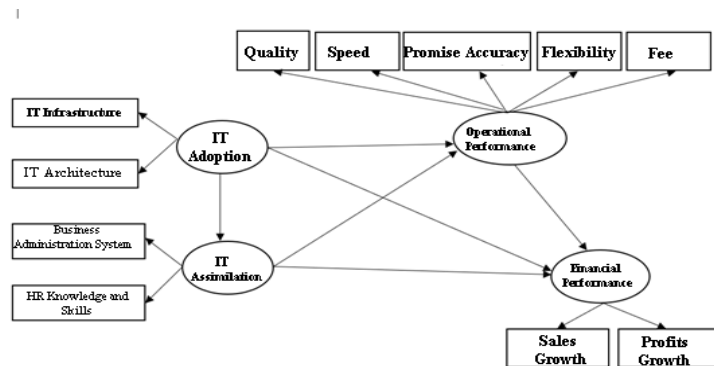 Quality
Speed
Promise Accuracy
Flexibility
Fee
IT Infrastructure
IT Architecture
IT
Adoption
Operational
Performance
Business
Administration System
HR Knowledge and
Skills
IT
Assimilation
Financial
Performance
Sales
Growth
Profits
Growth